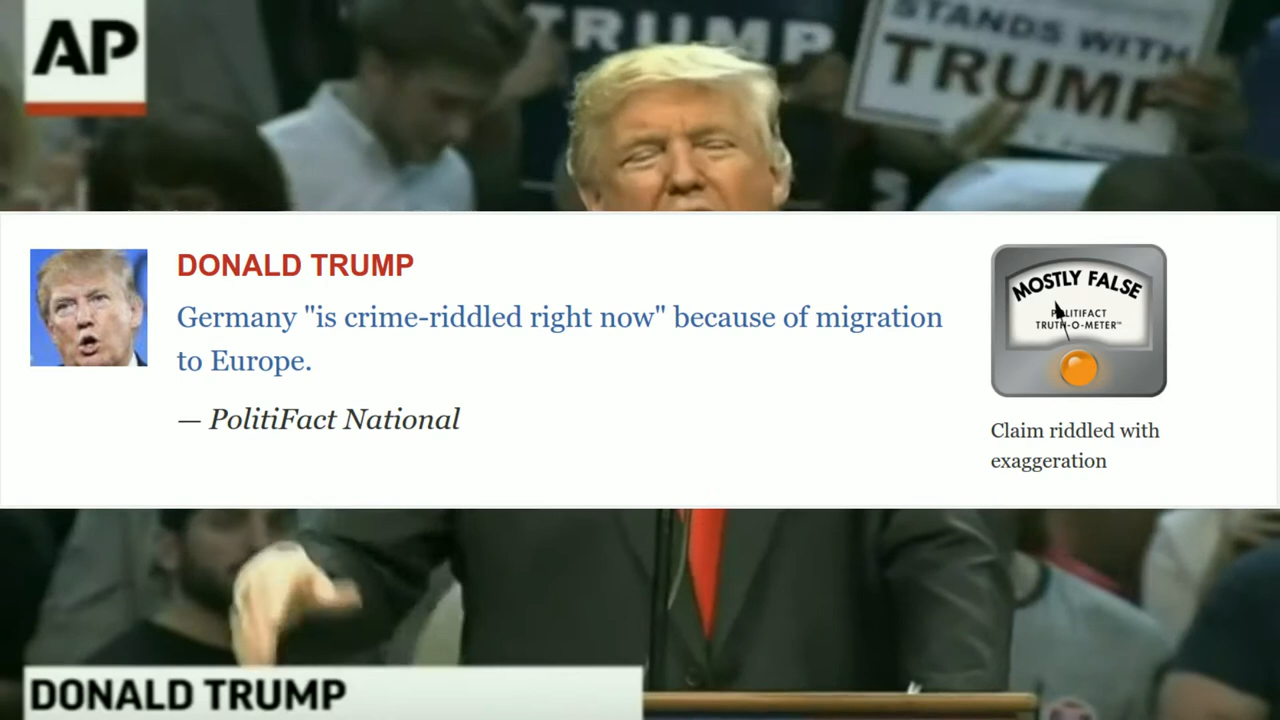 AP
TRUMP
STANDS WITH
TRUMP
DONALD TRUMP
Germany "is crime-riddled right now" because of migration
to Europe.
— PolitiFact National
MOSTLY FALSE
POLITIFACT
TRUTH-O-METER™
Claim riddled with
exaggeration
DONALD TRUMP